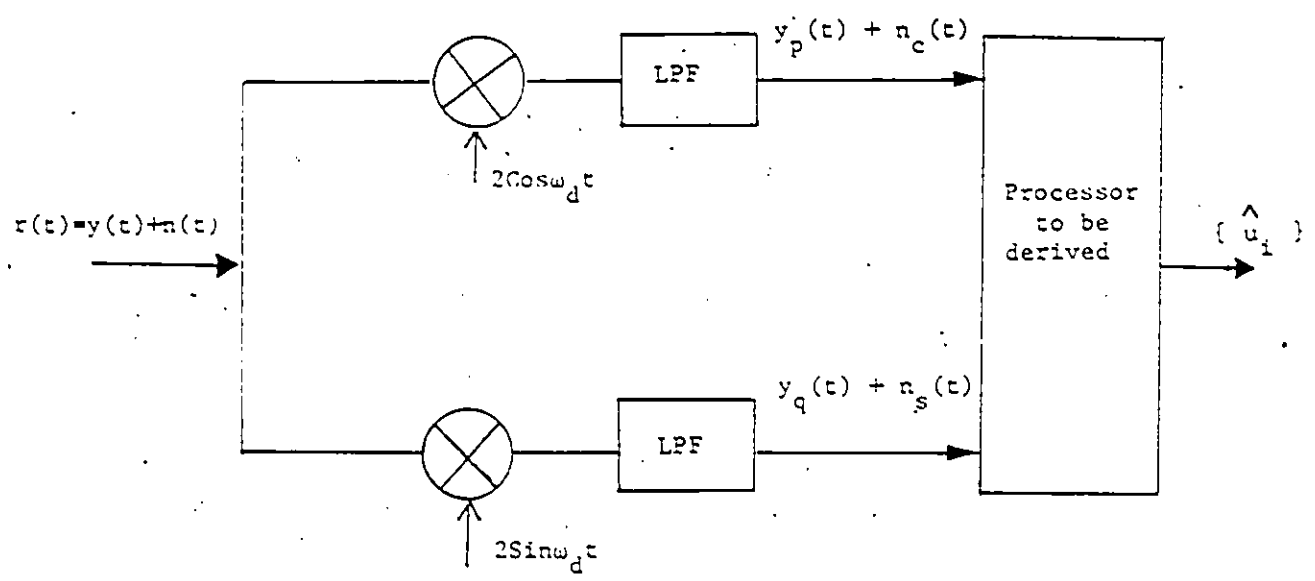 y_p(t) + n_c(t)
LPF
2Cosω_d t
r(t)=y(t)+n(t)
Processor
to be
derived
{ û_i }
y_q(t) + n_s(t)
LPF
2Sinω_d t